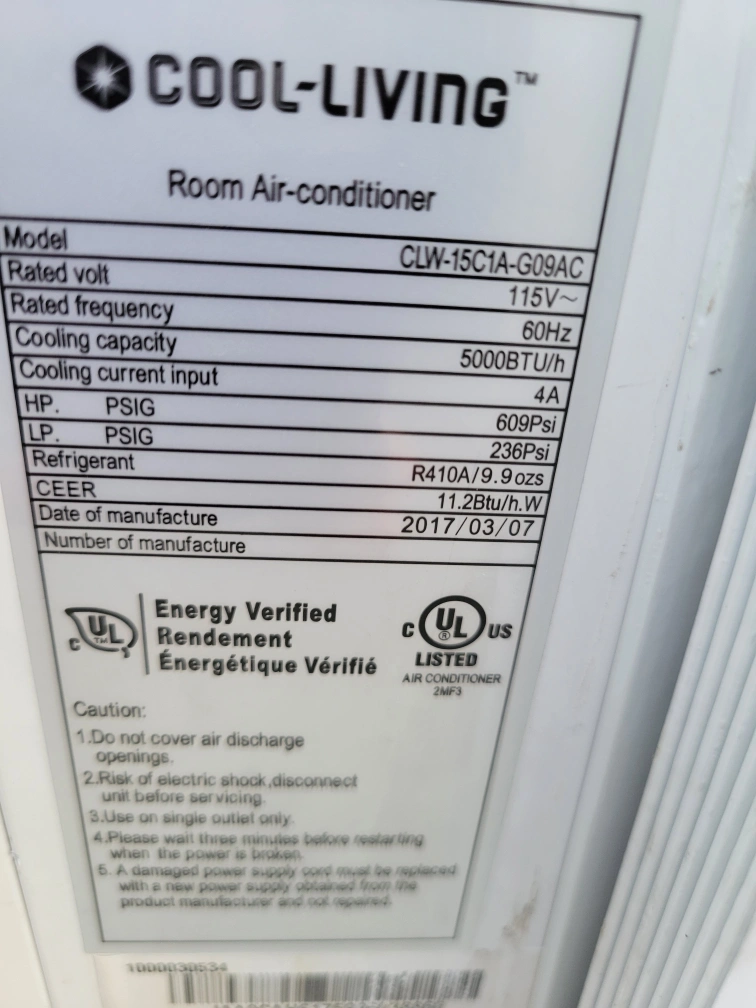 COOL-LIVING™
Room Air-conditioner
Model CLW-15C1A-G09AC
Rated volt 115V~
Rated frequency 60Hz
Cooling capacity 5000BTU/h
Cooling current input 4A
HP. PSIG 609Psi
LP. PSIG 236Psi
Refrigerant R410A/9.9ozs
CEER 11.2Btu/h.W
Date of manufacture 2017/03/07
Number of manufacture
C UL TM
Energy Verified
Rendement
Énergétique Vérifié
C UL® US
LISTED
AIR CONDITIONER
2MF3
Caution:
1.Do not cover air discharge
openings.
2.Risk of electric shock,disconnect
unit before servicing.
3.Use on single outlet only.
4.Please wait three minutes before restarting
when the power is broken.
5. A damaged power supply cord must be replaced
with a new power supply obtained from the
product manufacturer and not repaired.
1000030534